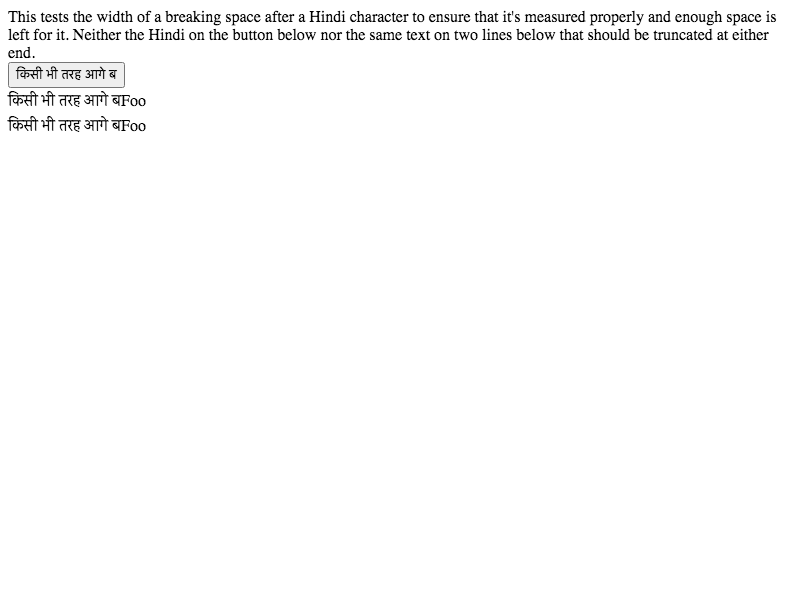 This tests the width of a breaking space after a Hindi character to ensure that it's measured properly and enough space is
left for it. Neither the Hindi on the button below nor the same text on two lines below that should be truncated at either
end.
किसी भी तरह आगे ब
किसी भी तरह आगे बFoo
किसी भी तरह आगे बFoo